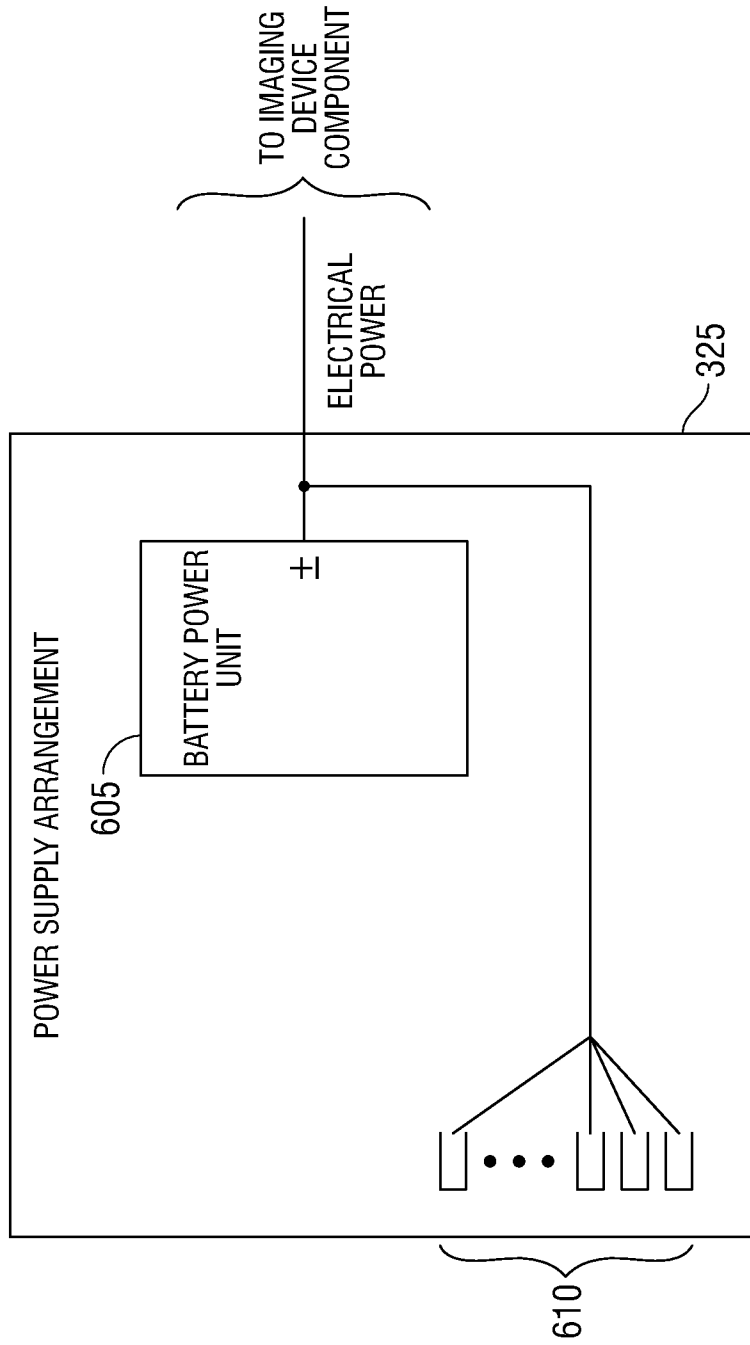 POWER SUPPLY ARRANGEMENT
605
BATTERY POWER
UNIT
±
ELECTRICAL
POWER
TO IMAGING
DEVICE
COMPONENT
610
325